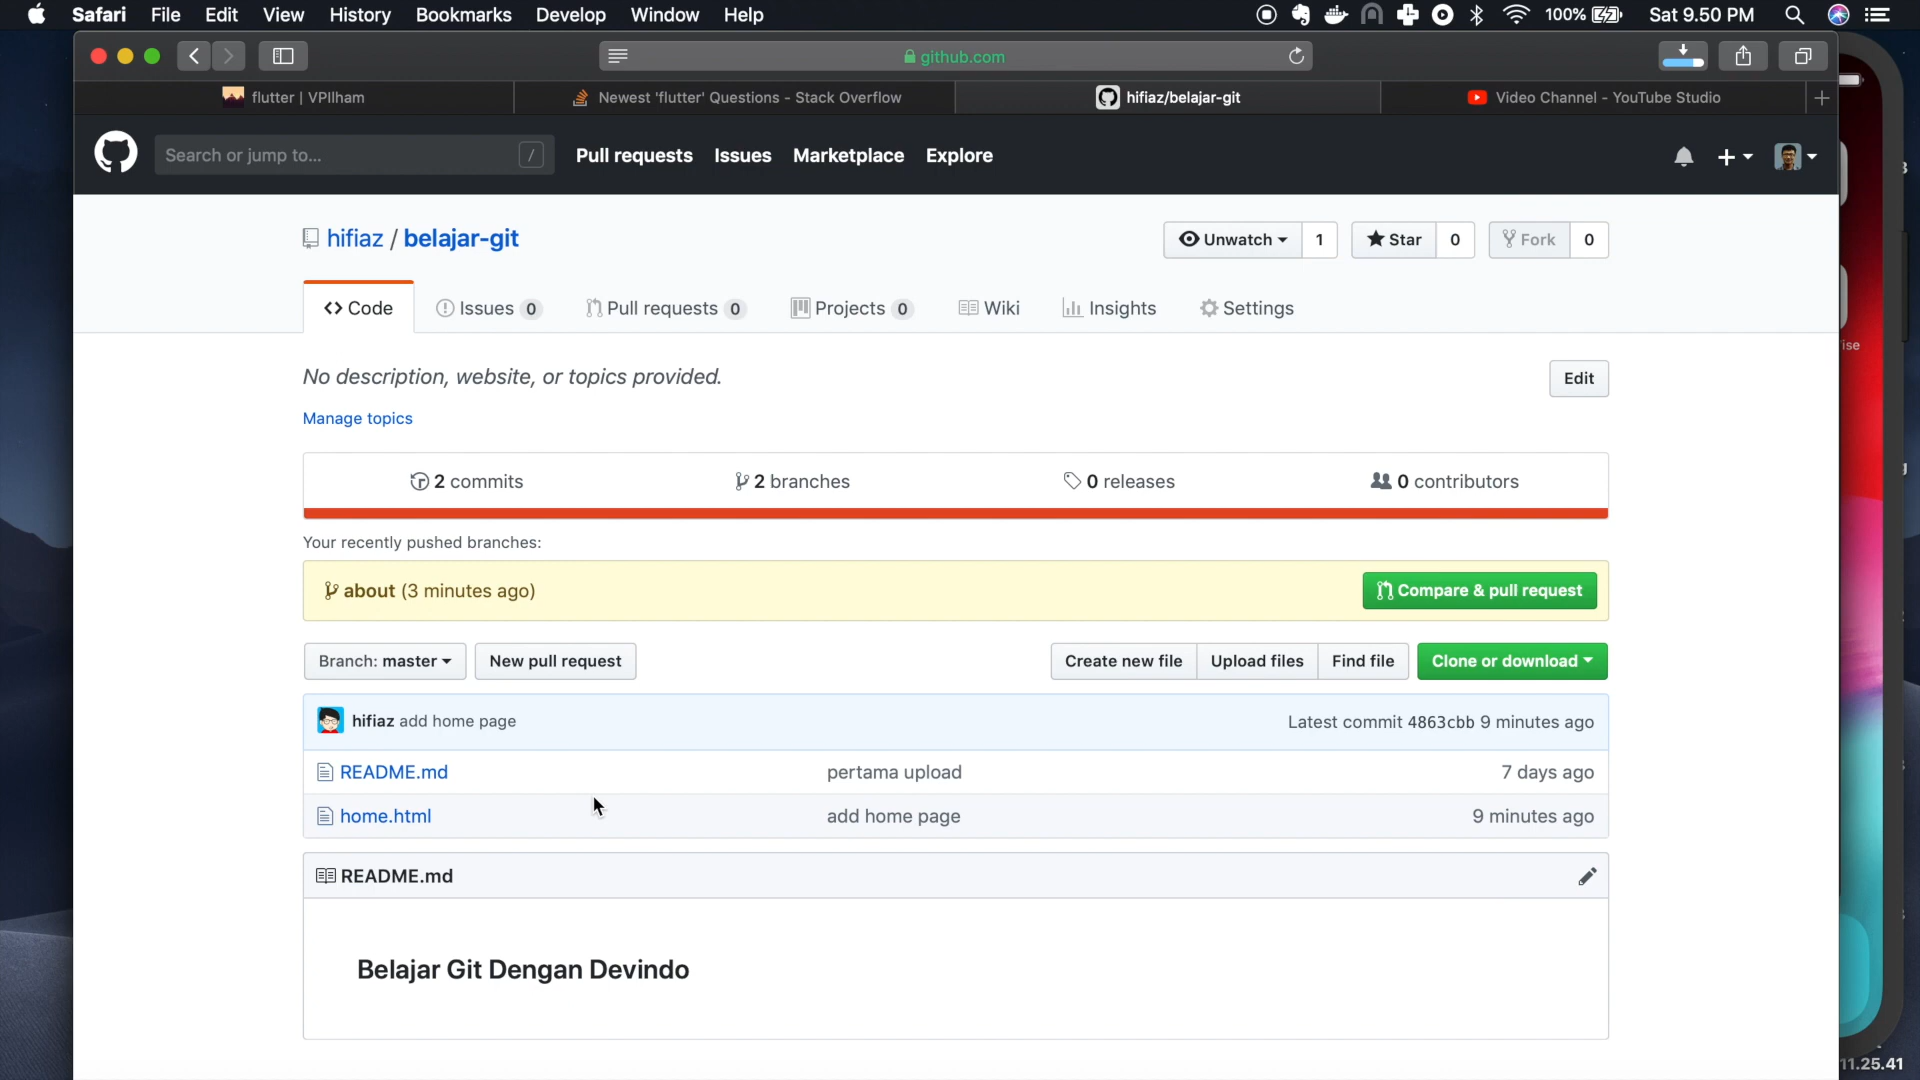 Safari File Edit View History Bookmarks Develop Window Help 100% Sat 9.50 PM
github.com
flutter | VPIlham Newest 'flutter' Questions - Stack Overflow hifiaz/belajar-git Video Channel - YouTube Studio
Search or jump to... / Pull requests Issues Marketplace Explore
hifiaz / belajar-git Unwatch 1 Star 0 Fork 0
Code Issues 0 Pull requests 0 Projects 0 Wiki Insights Settings
ise
No description, website, or topics provided. Edit
Manage topics
2 commits 2 branches 0 releases 0 contributors
Your recently pushed branches:
about (3 minutes ago) Compare & pull request
Branch: master New pull request Create new file Upload files Find file Clone or download
hifiaz add home page Latest commit 4863cbb 9 minutes ago
README.md pertama upload 7 days ago
home.html add home page 9 minutes ago
README.md
Belajar Git Dengan Devindo
11.25.41